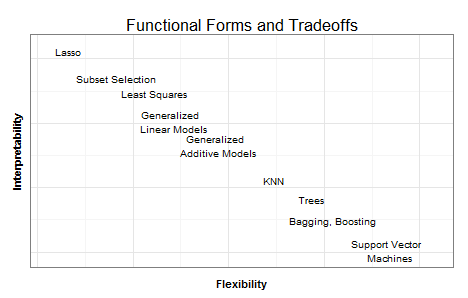 Functional Forms and Tradeoffs
Lasso
Subset Selection
Least Squares
Generalized
Linear Models
Generalized
Additive Models
KNN
Trees
Bagging, Boosting
Support Vector
Machines
Interpretability
Flexibility